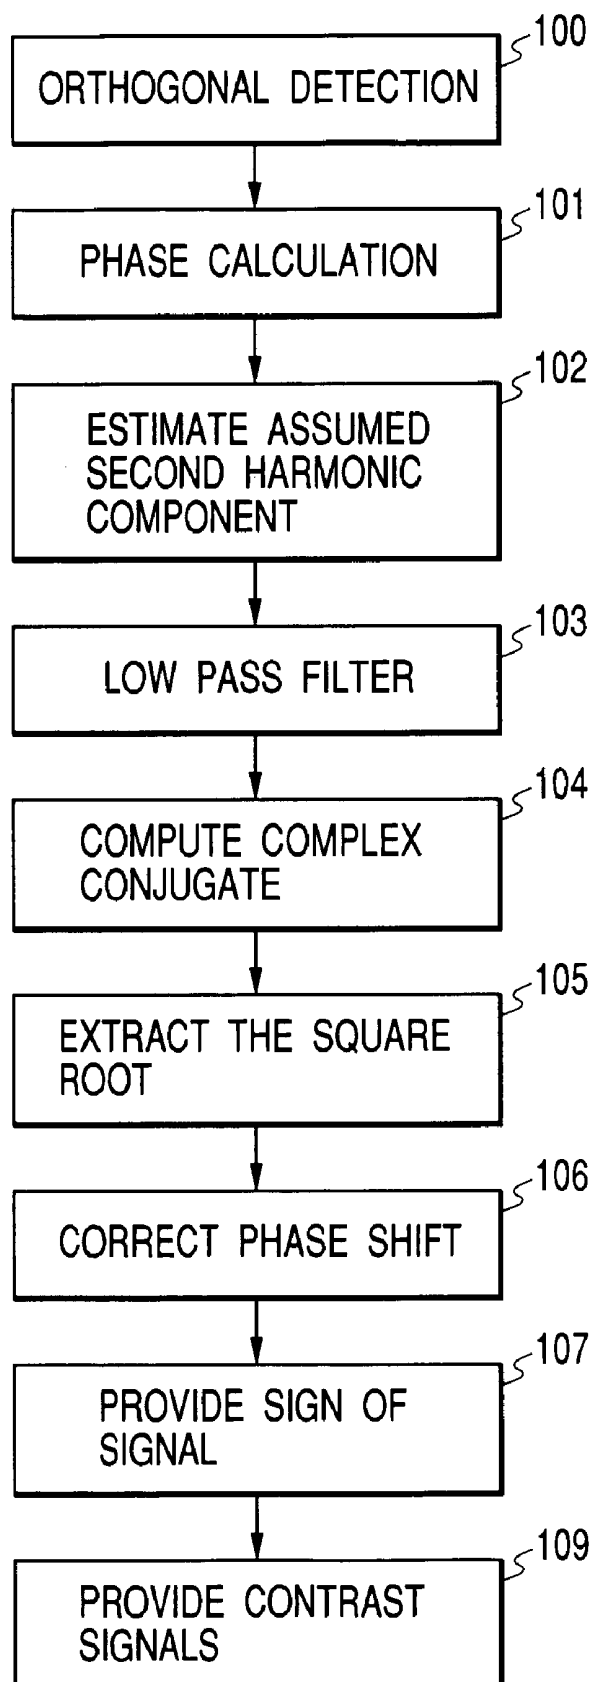 100
ORTHOGONAL DETECTION
101
PHASE CALCULATION
102
ESTIMATE ASSUMED
SECOND HARMONIC
COMPONENT
103
LOW PASS FILTER
104
COMPUTE COMPLEX
CONJUGATE
105
EXTRACT THE SQUARE
ROOT
106
CORRECT PHASE SHIFT
107
PROVIDE SIGN OF
SIGNAL
109
PROVIDE CONTRAST
SIGNALS